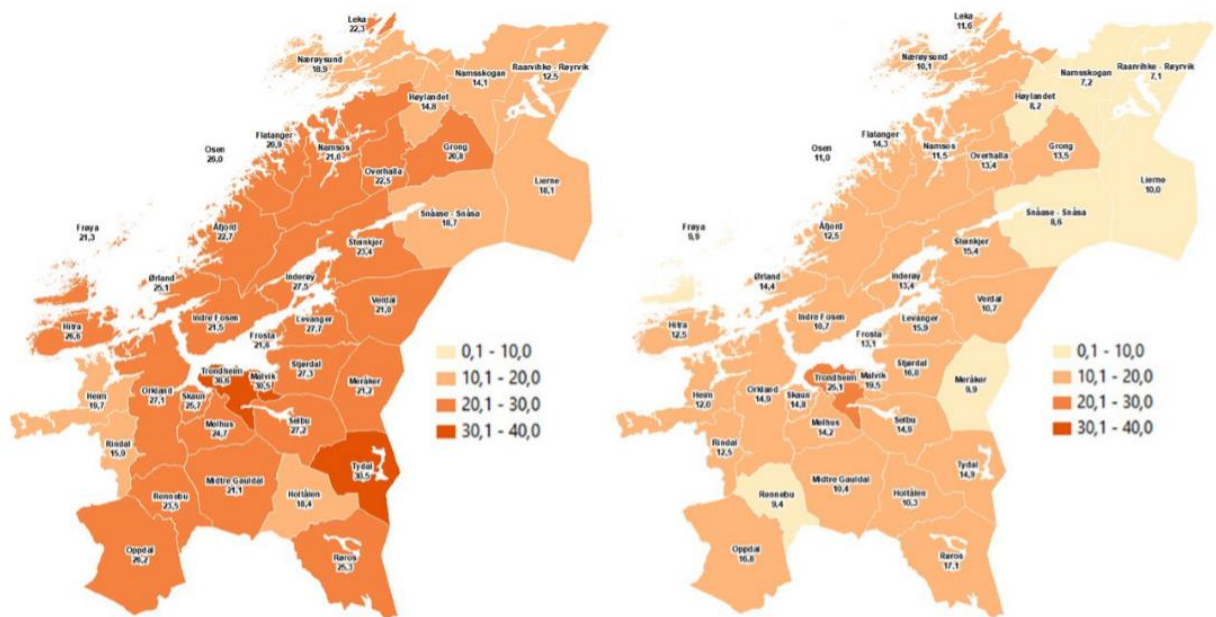 Leka
22,3
Nærøysund
18,9
Namsskogan
14,1
Raarvihke - Røyrvik
12,5
Høylandet
14,8
Flatanger
20,9
Osen
26,0
Namsos
21,0
Grong
20,8
Overhalla
22,5
Lierne
18,1
Snåase - Snåsa
18,7
Frøya
21,3
Åfjord
22,7
Steinkjer
23,4
Ørland
25,1
Inderøy
27,5
Verdal
21,0
Hitra
26,6
Indre Fosen
21,5
Levanger
27,7
Frosta
21,6
Stjørdal
27,3
Trondheim
36,6
Malvik
30,5
Meråker
21,2
Heim
19,7
Orkland
27,1
Skaun
25,7
Melhus
24,7
Selbu
27,2
Rindal
15,9
Tydal
30,5
Midtre Gauldal
21,1
Holtålen
18,4
Rennebu
23,5
Oppdal
26,2
Røros
25,3
0,1 - 10,0
10,1 - 20,0
20,1 - 30,0
30,1 - 40,0
Leka
11,6
Nærøysund
10,1
Namsskogan
7,2
Raarvihke - Røyrvik
7,1
Høylandet
8,2
Flatanger
14,3
Osen
11,0
Namsos
11,5
Grong
13,5
Overhalla
13,4
Lierne
10,0
Snåase - Snåsa
8,6
Frøya
9,9
Åfjord
12,5
Steinkjer
15,4
Ørland
14,4
Inderøy
13,4
Verdal
10,7
Hitra
12,5
Indre Fosen
10,7
Levanger
15,9
Frosta
13,1
Stjørdal
16,0
Trondheim
25,1
Malvik
19,5
Meråker
9,9
Heim
12,0
Orkland
14,9
Skaun
14,8
Melhus
14,2
Selbu
14,9
Rindal
12,5
Tydal
14,9
Midtre Gauldal
10,4
Holtålen
10,3
Rennebu
9,4
Oppdal
16,8
Røros
17,1
0,1 - 10,0
10,1 - 20,0
20,1 - 30,0
30,1 - 40,0